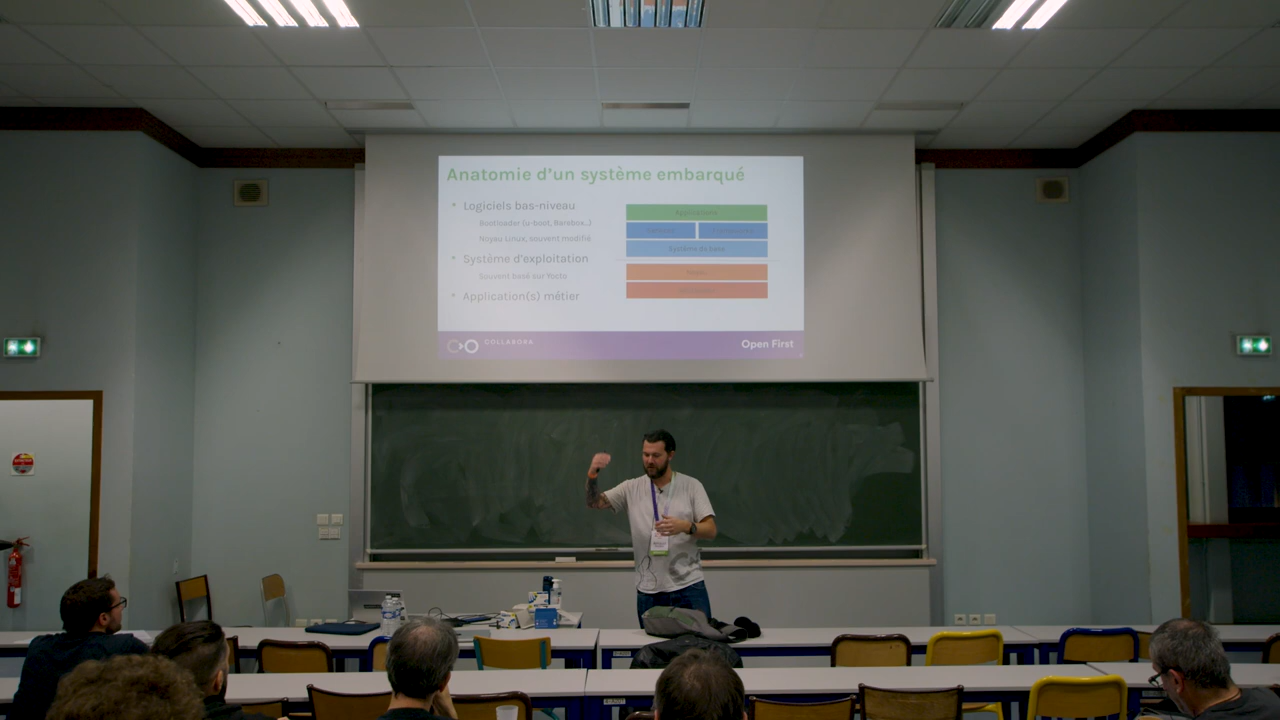 Anatomie d'un système embarqué
Logiciels bas-niveau
Bootloader (u-boot, Barebox…)
Noyau Linux, souvent modifié
Système d'exploitation
Souvent basé sur Yocto
Application(s) métier
Applications
Système de base
COLLABORA
Open First